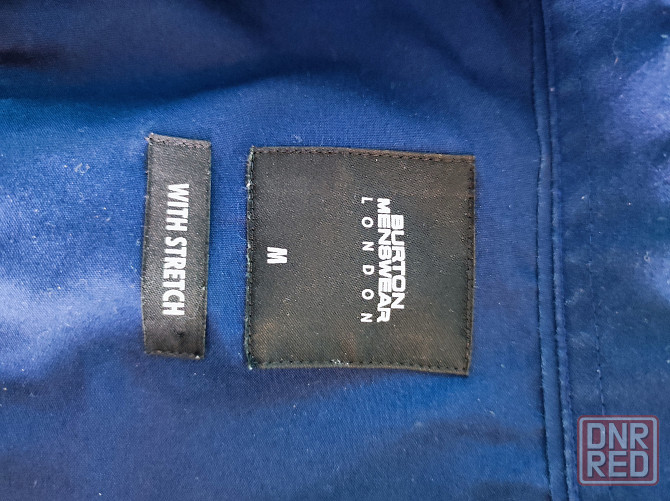 BURTON
MENSWEAR
LONDON
M
WITH STRETCH
DNR
RED